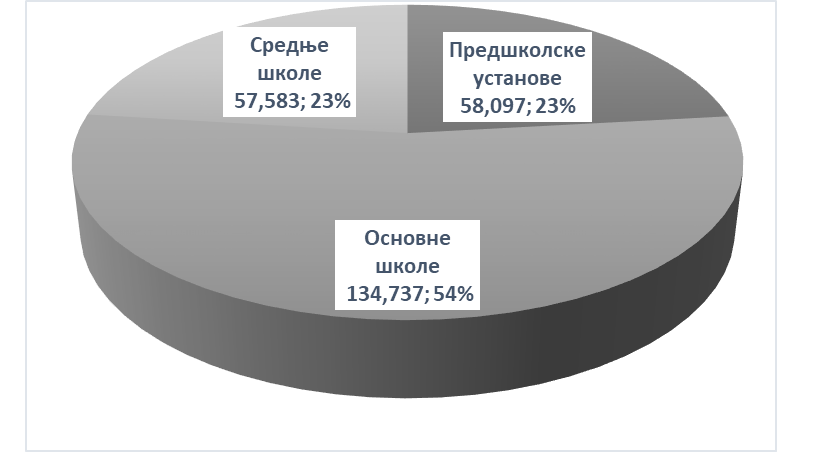 Средње
школе
57,583; 23%
Предшколске
установе
58,097; 23%
Основне
школе
134,737; 54%